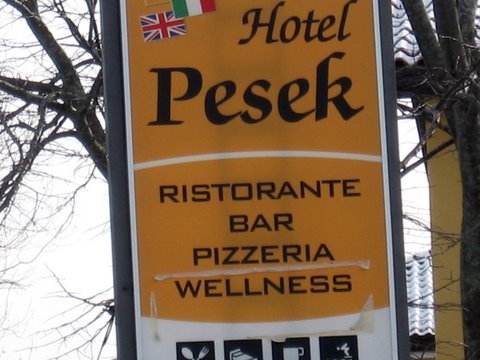 Hotel
Pesek
RISTORANTE
BAR
PIZZERIA
WELLNESS